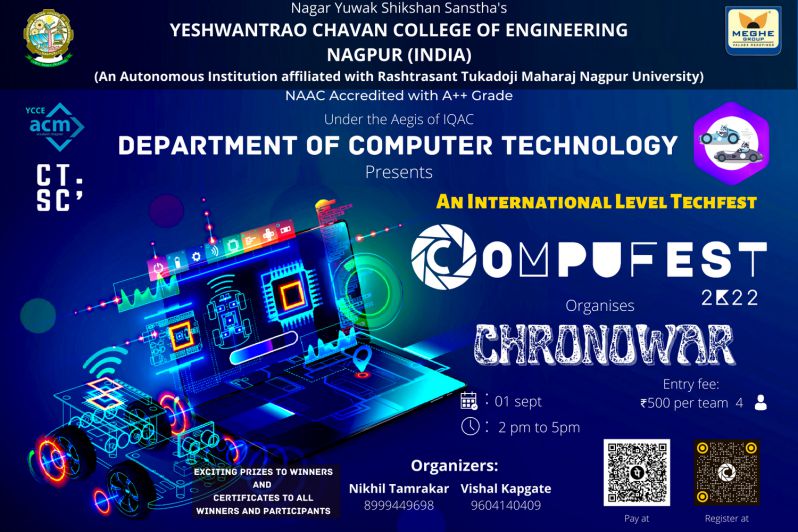 Nagar Yuwak Shikshan Sanstha's
YESHWANTRAO CHAVAN COLLEGE OF ENGINEERING
NAGPUR (INDIA)
(An Autonomous Institution affiliated with Rashtrasant Tukadoji Maharaj Nagpur University)
NAAC Accredited with A++ Grade
MEGHE
GROUP
YCCE
acm
Under the Aegis of IQAC
DEPARTMENT OF COMPUTER TECHNOLOGY
Presents
CT;
SC'
AN INTERNATIONAL LEVEL TECHFEST
COMPUFEST
2K22
Organises
CHRONOWAR
Entry fee:
₹500 per team 4
: 01 sept
: 2 pm to 5pm
EXCITING PRIZES TO WINNERS
AND
CERTIFICATES TO ALL
WINNERS AND PARTICIPANTS
Organizers:
Nikhil Tamrakar Vishal Kapgate
8999449698 9604140409
Pay at Register at